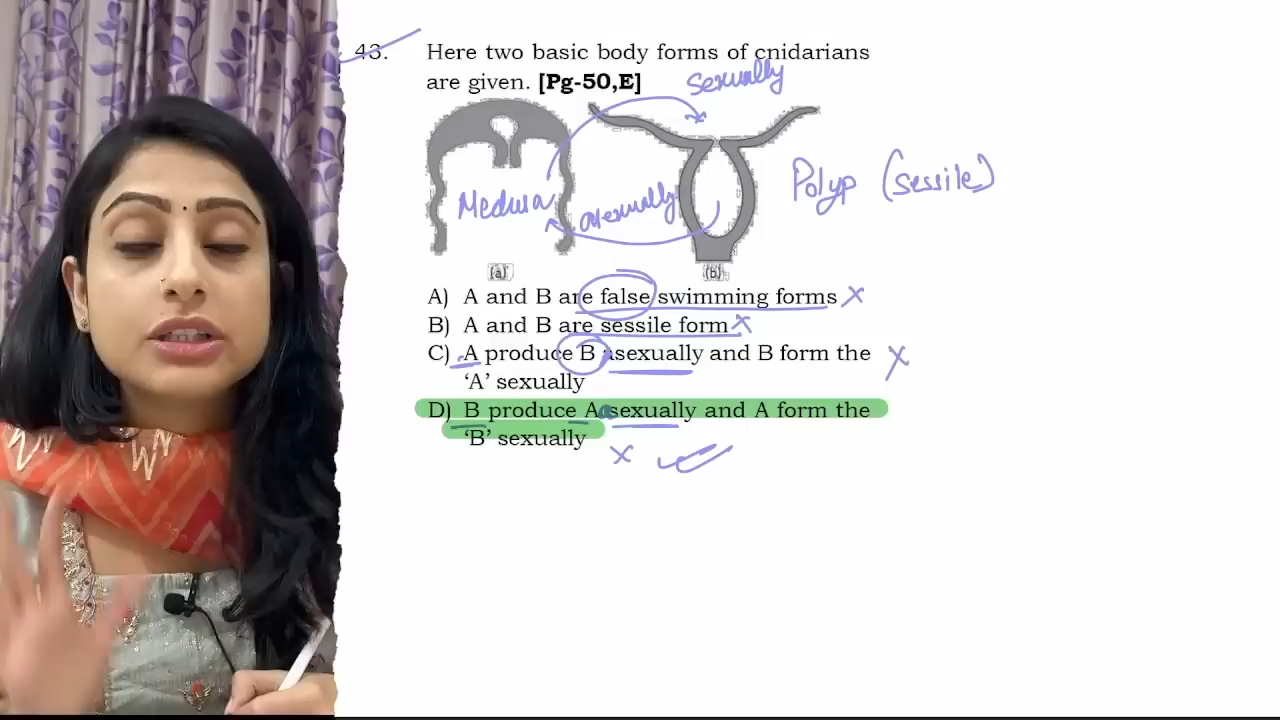 43. Here two basic body forms of cnidarians
are given. [Pg-50,E]
sexually
Medusa
asexually
Polyp (sessile)
(a)
(b)
A) A and B are false swimming forms x
B) A and B are sessile form x
C) A produce B asexually and B form the x
‘A’ sexually
D) B produce A asexually and A form the
‘B’ sexually
x ✓